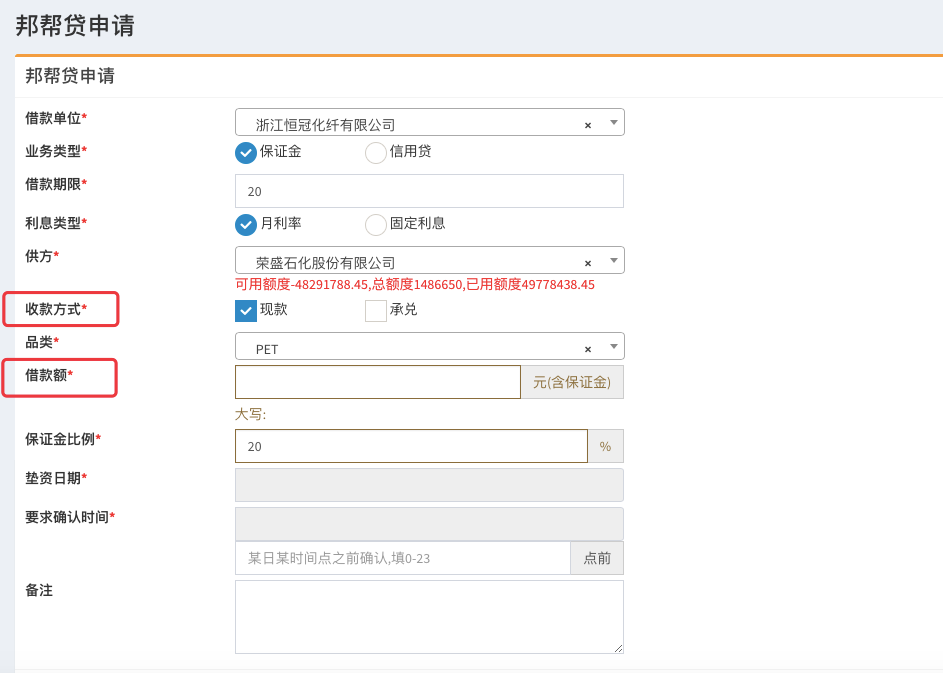 邦帮贷申请
邦帮贷申请
借款单位*
浙江恒冠化纤有限公司 ×
业务类型* 保证金 信用贷
借款期限* 20
利息类型* 月利率 固定利息
供方* 荣盛石化股份有限公司 ×
可用额度-48291788.45,总额度1486650,已用额度49778438.45
收款方式* 现款 承兑
品类* PET ×
借款额* 元(含保证金)
大写:
保证金比例* 20 %
垫资日期*
要求确认时间*
某日某时间点之前确认,填0-23 点前
备注